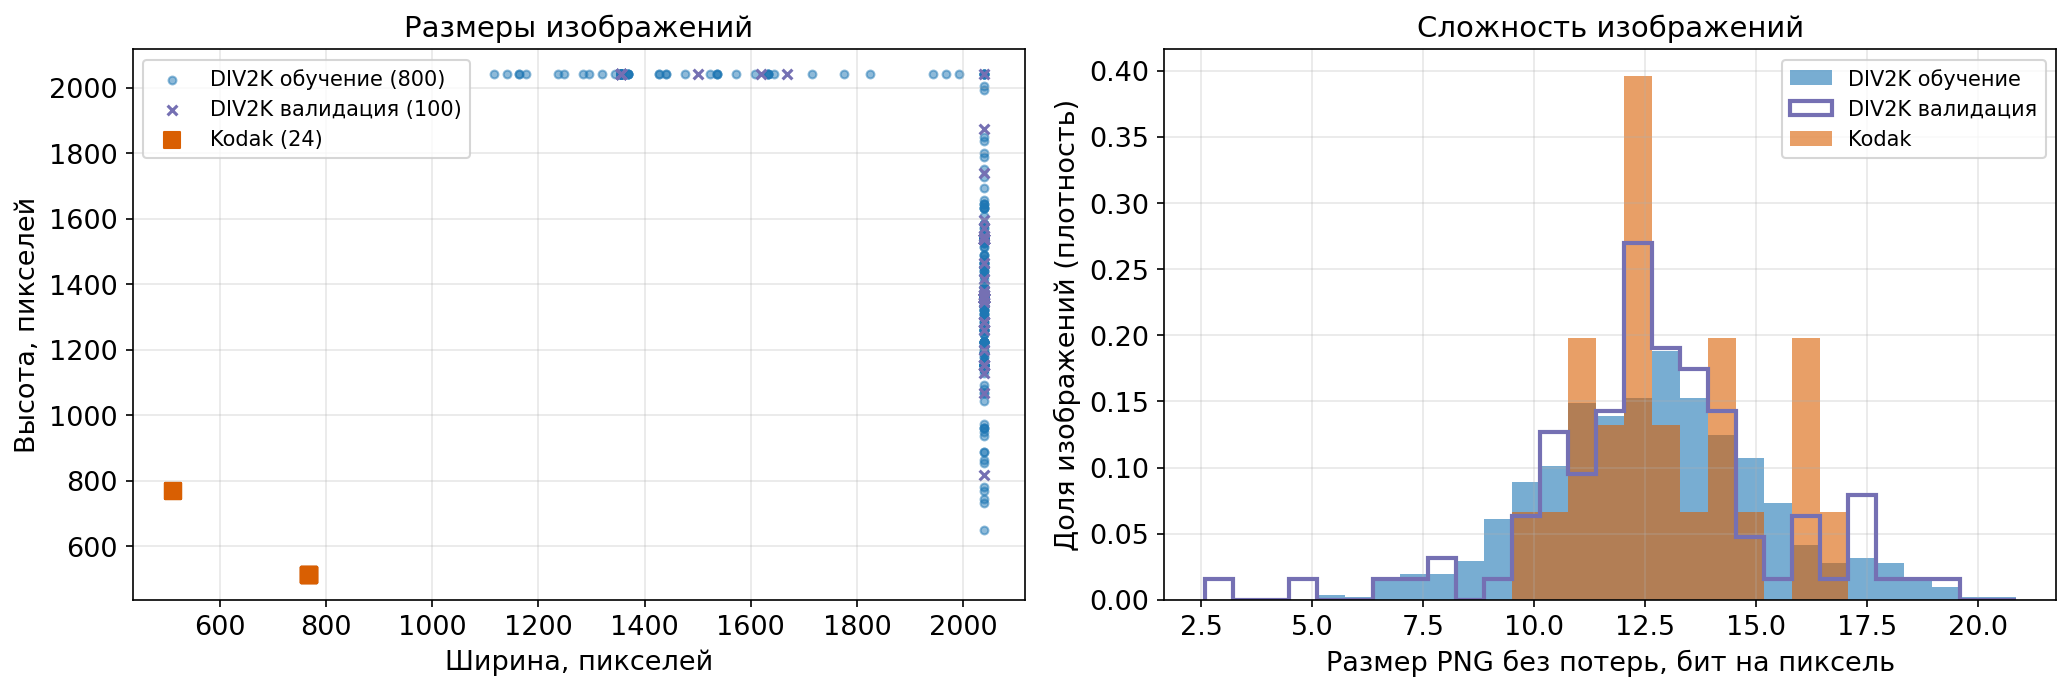 Размеры изображений
DIV2K обучение (800)
DIV2K валидация (100)
Kodak (24)
Высота, пикселей
2000
1800
1600
1400
1200
1000
800
600
600 800 1000 1200 1400 1600 1800 2000
Ширина, пикселей
Сложность изображений
DIV2K обучение
DIV2K валидация
Kodak
Доля изображений (плотность)
0.40
0.35
0.30
0.25
0.20
0.15
0.10
0.05
0.00
2.5 5.0 7.5 10.0 12.5 15.0 17.5 20.0
Размер PNG без потерь, бит на пиксель